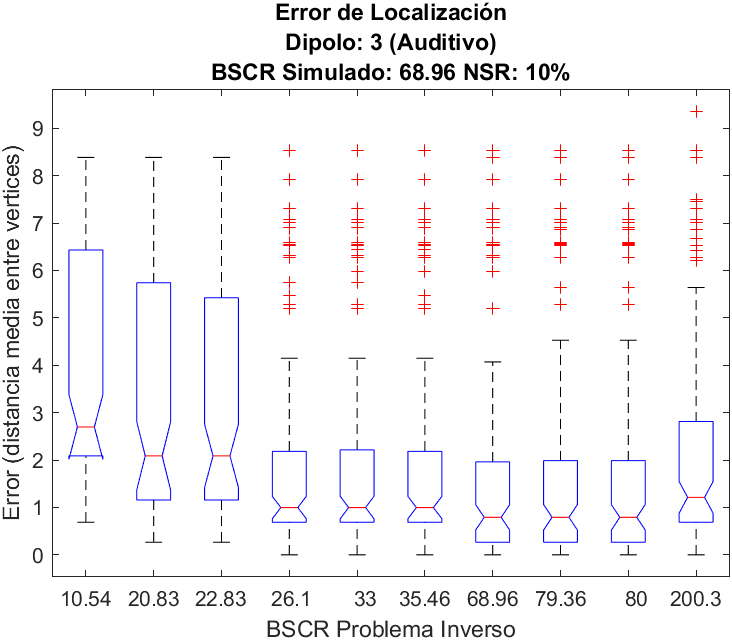 Error de Localización
Dipolo: 3 (Auditivo)
BSCR Simulado: 68.96 NSR: 10%
Error (distancia media entre vertices)
9
8
7
6
5
4
3
2
1
0
10.54 20.83 22.83 26.1 33 35.46 68.96 79.36 80 200.3
BSCR Problema Inverso